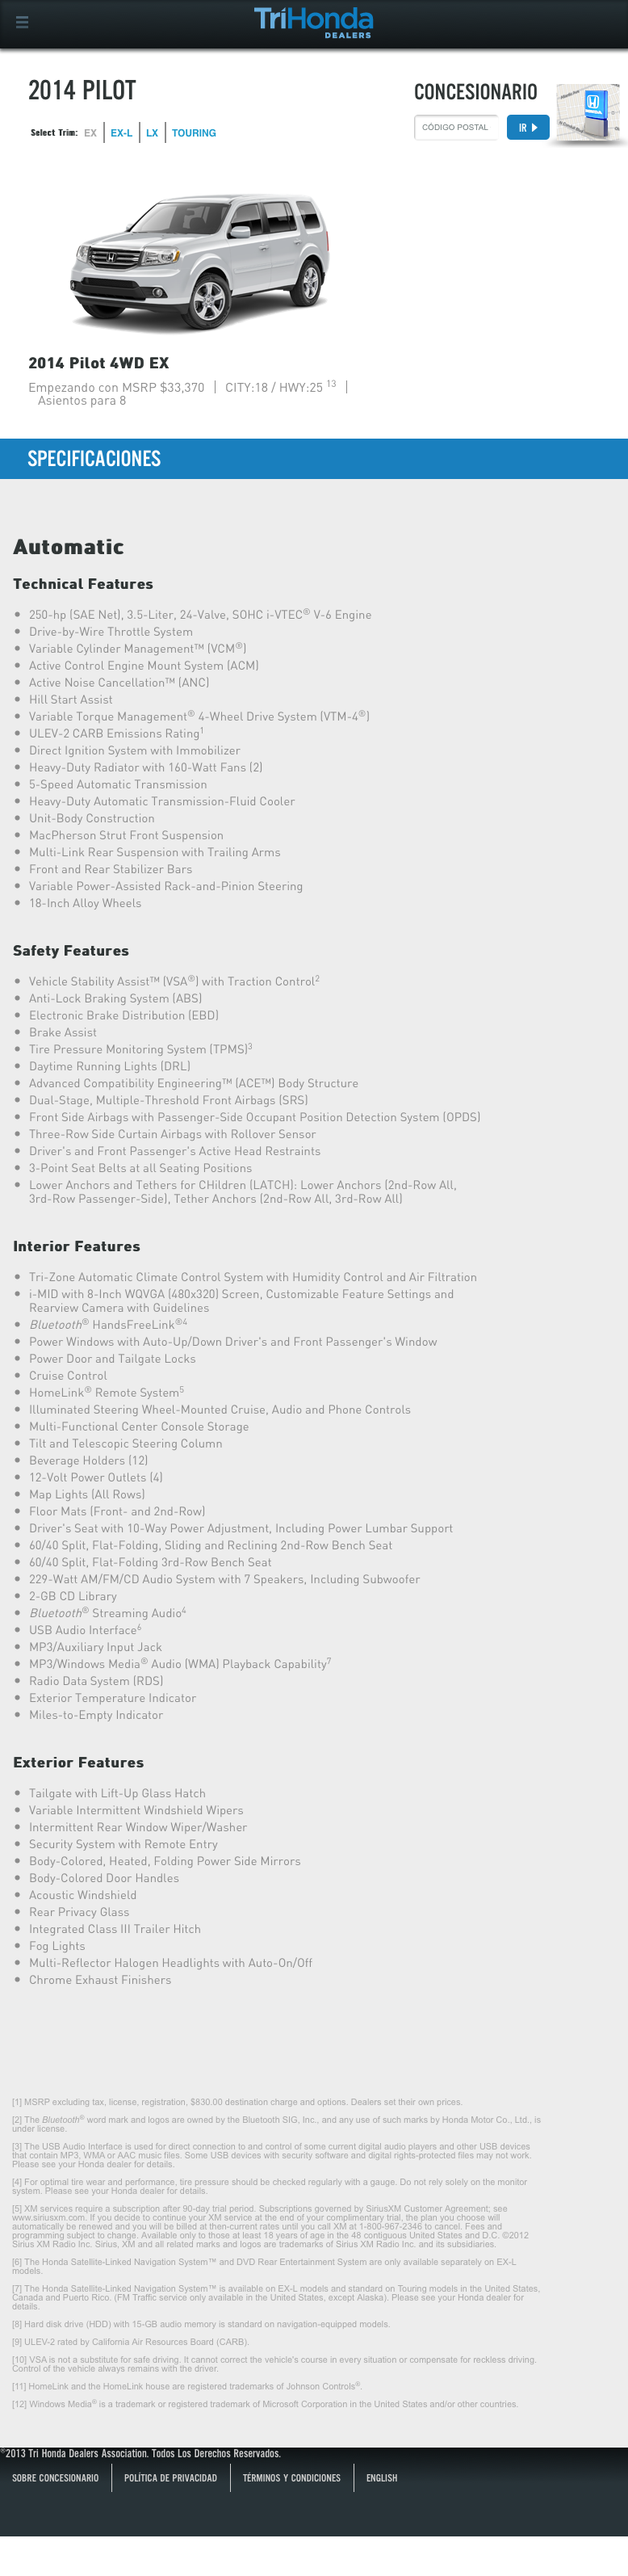 TriHonda
DEALERS
2014 PILOT
Select Trim: EX EX-L LX TOURING
CONCESIONARIO
CÓDIGO POSTAL
IR
2014 Pilot 4WD EX
Empezando con MSRP $33,370 | CITY:18 / HWY:25 13 |
Asientos para 8
SPECIFICACIONES
Automatic
Technical Features
250-hp (SAE Net), 3.5-Liter, 24-Valve, SOHC i-VTEC® V-6 Engine
Drive-by-Wire Throttle System
Variable Cylinder Management™ (VCM®)
Active Control Engine Mount System (ACM)
Active Noise Cancellation™ (ANC)
Hill Start Assist
Variable Torque Management® 4-Wheel Drive System (VTM-4®)
ULEV-2 CARB Emissions Rating1
Direct Ignition System with Immobilizer
Heavy-Duty Radiator with 160-Watt Fans (2)
5-Speed Automatic Transmission
Heavy-Duty Automatic Transmission-Fluid Cooler
Unit-Body Construction
MacPherson Strut Front Suspension
Multi-Link Rear Suspension with Trailing Arms
Front and Rear Stabilizer Bars
Variable Power-Assisted Rack-and-Pinion Steering
18-Inch Alloy Wheels
Safety Features
Vehicle Stability Assist™ (VSA®) with Traction Control2
Anti-Lock Braking System (ABS)
Electronic Brake Distribution (EBD)
Brake Assist
Tire Pressure Monitoring System (TPMS)3
Daytime Running Lights (DRL)
Advanced Compatibility Engineering™ (ACE™) Body Structure
Dual-Stage, Multiple-Threshold Front Airbags (SRS)
Front Side Airbags with Passenger-Side Occupant Position Detection System (OPDS)
Three-Row Side Curtain Airbags with Rollover Sensor
Driver's and Front Passenger's Active Head Restraints
3-Point Seat Belts at all Seating Positions
Lower Anchors and Tethers for CHildren (LATCH): Lower Anchors (2nd-Row All,
3rd-Row Passenger-Side), Tether Anchors (2nd-Row All, 3rd-Row All)
Interior Features
Tri-Zone Automatic Climate Control System with Humidity Control and Air Filtration
i-MID with 8-Inch WQVGA (480x320) Screen, Customizable Feature Settings and
Rearview Camera with Guidelines
Bluetooth® HandsFreeLink®4
Power Windows with Auto-Up/Down Driver's and Front Passenger's Window
Power Door and Tailgate Locks
Cruise Control
HomeLink® Remote System5
Illuminated Steering Wheel-Mounted Cruise, Audio and Phone Controls
Multi-Functional Center Console Storage
Tilt and Telescopic Steering Column
Beverage Holders (12)
12-Volt Power Outlets (4)
Map Lights (All Rows)
Floor Mats (Front- and 2nd-Row)
Driver's Seat with 10-Way Power Adjustment, Including Power Lumbar Support
60/40 Split, Flat-Folding, Sliding and Reclining 2nd-Row Bench Seat
60/40 Split, Flat-Folding 3rd-Row Bench Seat
229-Watt AM/FM/CD Audio System with 7 Speakers, Including Subwoofer
2-GB CD Library
Bluetooth® Streaming Audio4
USB Audio Interface6
MP3/Auxiliary Input Jack
MP3/Windows Media® Audio (WMA) Playback Capability7
Radio Data System (RDS)
Exterior Temperature Indicator
Miles-to-Empty Indicator
Exterior Features
Tailgate with Lift-Up Glass Hatch
Variable Intermittent Windshield Wipers
Intermittent Rear Window Wiper/Washer
Security System with Remote Entry
Body-Colored, Heated, Folding Power Side Mirrors
Body-Colored Door Handles
Acoustic Windshield
Rear Privacy Glass
Integrated Class III Trailer Hitch
Fog Lights
Multi-Reflector Halogen Headlights with Auto-On/Off
Chrome Exhaust Finishers
[1] MSRP excluding tax, license, registration, $830.00 destination charge and options. Dealers set their own prices.
[2] The Bluetooth® word mark and logos are owned by the Bluetooth SIG, Inc., and any use of such marks by Honda Motor Co., Ltd., is
under license.
[3] The USB Audio Interface is used for direct connection to and control of some current digital audio players and other USB devices
that contain MP3, WMA or AAC music files. Some USB devices with security software and digital rights-protected files may not work.
Please see your Honda dealer for details.
[4] For optimal tire wear and performance, tire pressure should be checked regularly with a gauge. Do not rely solely on the monitor
system. Please see your Honda dealer for details.
[5] XM services require a subscription after 90-day trial period. Subscriptions governed by SiriusXM Customer Agreement; see
www.siriusxm.com. If you decide to continue your XM service at the end of your complimentary trial, the plan you choose will
automatically be renewed and you will be billed at then-current rates until you call XM at 1-800-967-2346 to cancel. Fees and
programming subject to change. Available only to those at least 18 years of age in the 48 contiguous United States and D.C. ©2012
Sirius XM Radio Inc. Sirius, XM and all related marks and logos are trademarks of Sirius XM Radio Inc. and its subsidiaries.
[6] The Honda Satellite-Linked Navigation System™ and DVD Rear Entertainment System are only available separately on EX-L
models.
[7] The Honda Satellite-Linked Navigation System™ is available on EX-L models and standard on Touring models in the United States,
Canada and Puerto Rico. (FM Traffic service only available in the United States, except Alaska). Please see your Honda dealer for
details.
[8] Hard disk drive (HDD) with 15-GB audio memory is standard on navigation-equipped models.
[9] ULEV-2 rated by California Air Resources Board (CARB).
[10] VSA is not a substitute for safe driving. It cannot correct the vehicle's course in every situation or compensate for reckless driving.
Control of the vehicle always remains with the driver.
[11] HomeLink and the HomeLink house are registered trademarks of Johnson Controls®.
[12] Windows Media® is a trademark or registered trademark of Microsoft Corporation in the United States and/or other countries.
®2013 Tri Honda Dealers Association. Todos Los Derechos Reservados.
SOBRE CONCESIONARIO | POLÍTICA DE PRIVACIDAD | TÉRMINOS Y CONDICIONES | ENGLISH